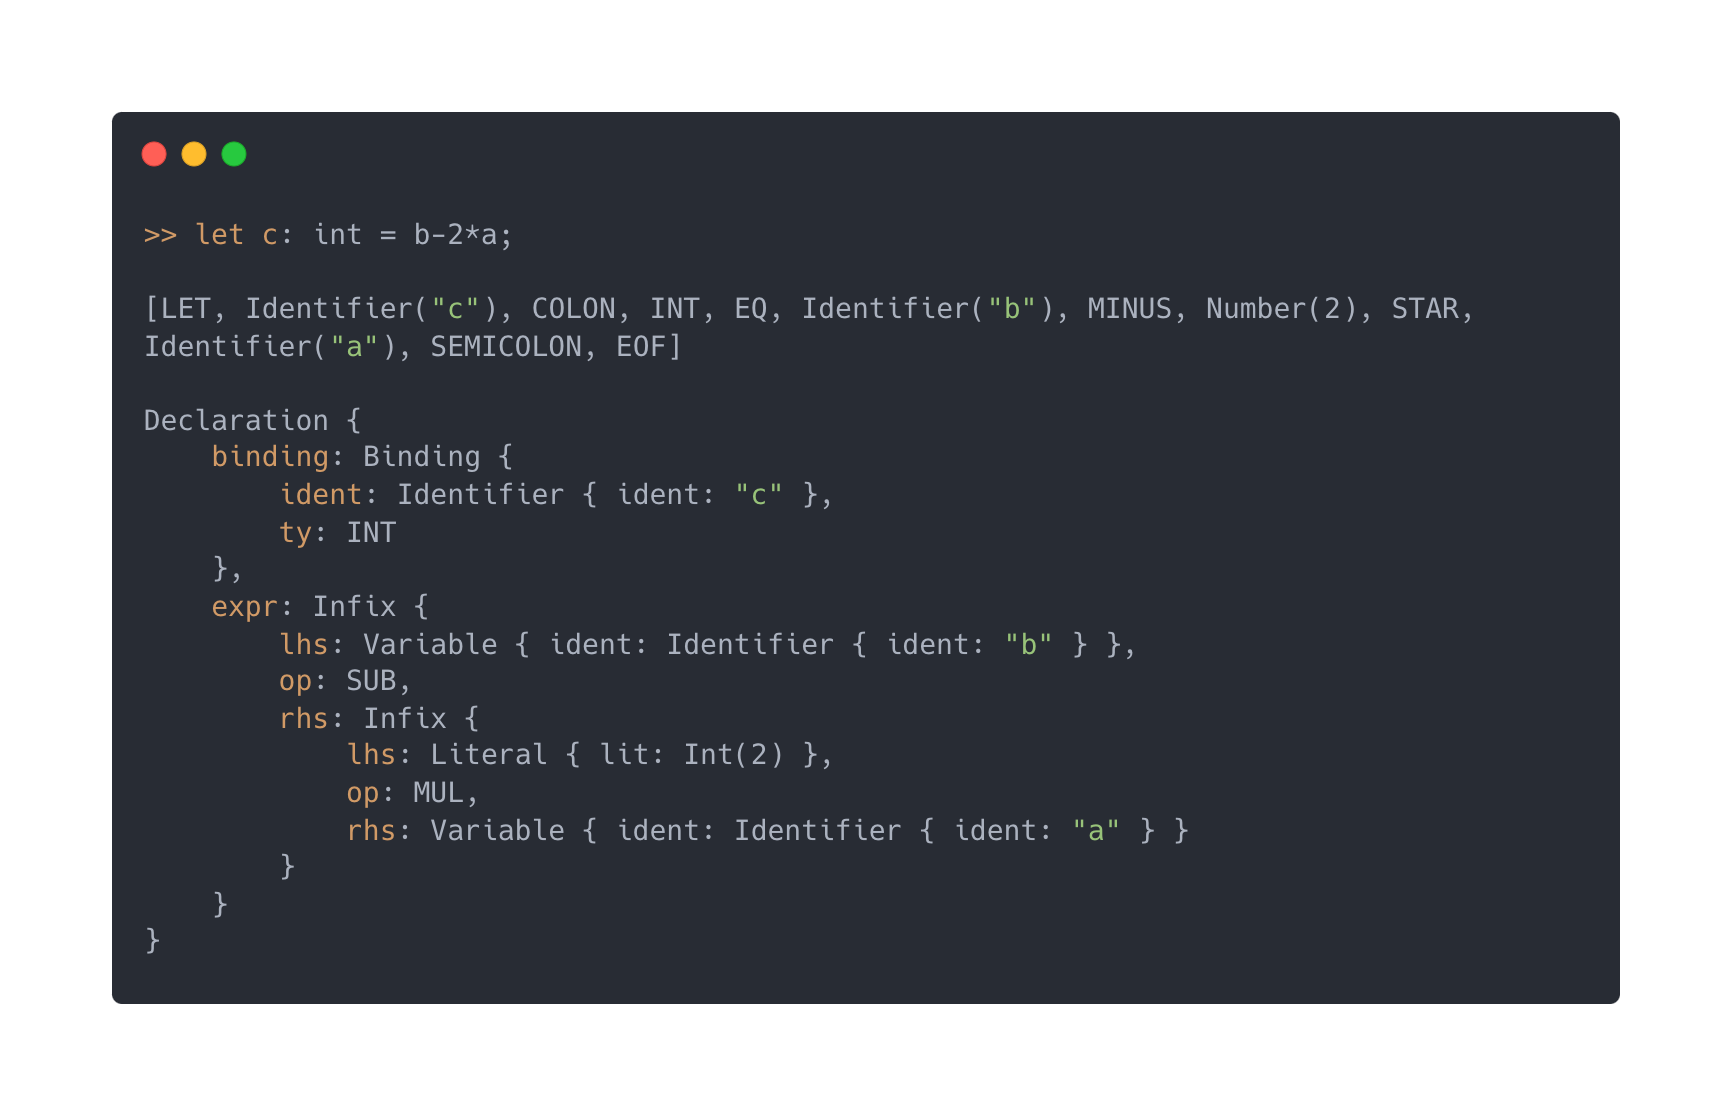 >> let c: int = b-2*a;
[LET, Identifier("c"), COLON, INT, EQ, Identifier("b"), MINUS, Number(2), STAR,
Identifier("a"), SEMICOLON, EOF]
Declaration {
    binding: Binding {
        ident: Identifier { ident: "c" },
        ty: INT
    },
    expr: Infix {
        lhs: Variable { ident: Identifier { ident: "b" } },
        op: SUB,
        rhs: Infix {
            lhs: Literal { lit: Int(2) },
            op: MUL,
            rhs: Variable { ident: Identifier { ident: "a" } }
        }
    }
}